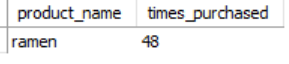 product_name times_purchased
ramen 48